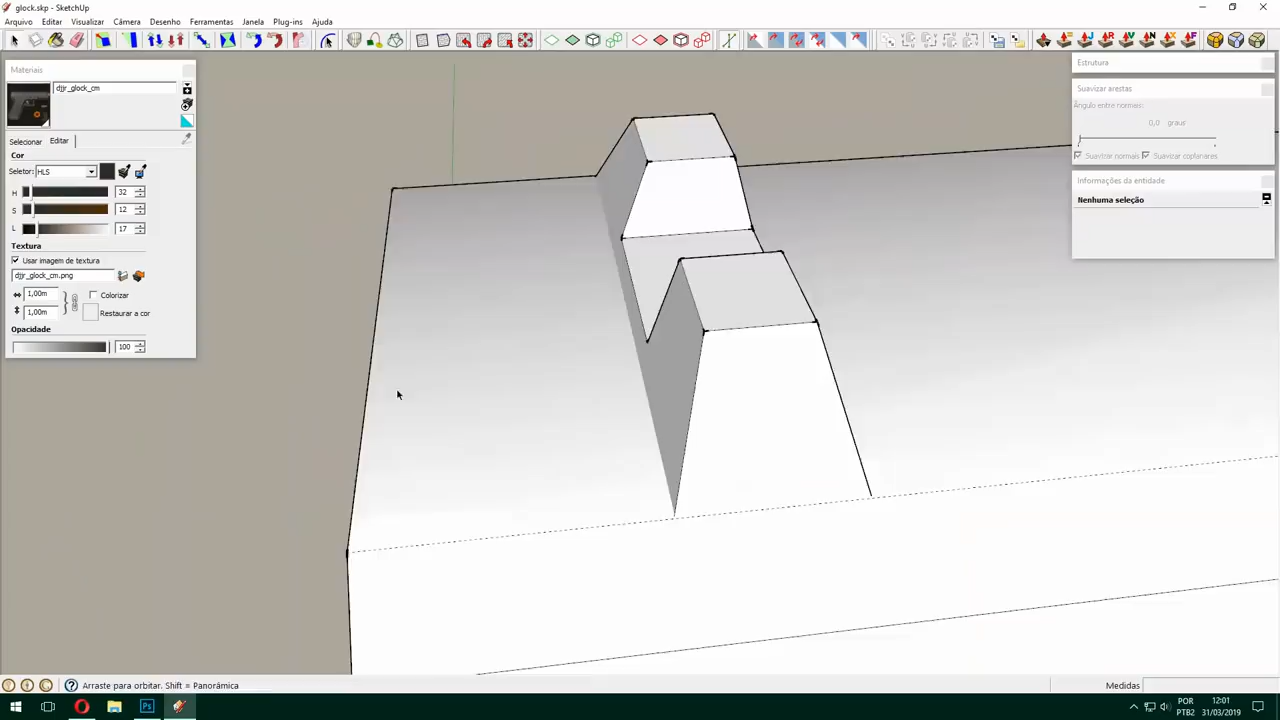 glock.skp - SketchUp
Arquivo Editar Visualizar Câmera Desenho Ferramentas Janela Plug-ins Ajuda
Materiais
djjr_glock_cm
Selecionar Editar
Cor
Seletor: HLS
H 32
S 12
L 17
Textura
Usar imagem de textura
djjr_glock_cm.png
1,00m Colorizar
1,00m Restaurar a cor
Opacidade
100
Estrutura
Suavizar arestas
Ângulo entre normais:
0,0 graus
Suavizar normais Suavizar coplanares
Informações da entidade
Nenhuma seleção
Arraste para orbitar. Shift = Panorâmica
Medidas
Ps
POR
PTB2
12:01
31/03/2019